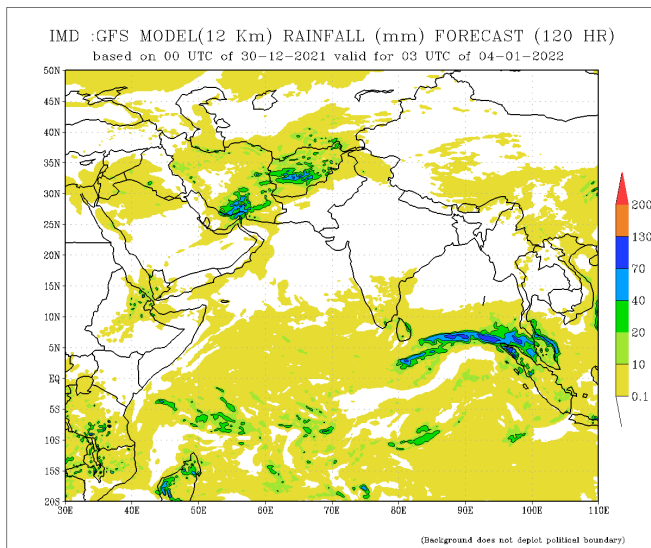 IMD :GFS MODEL(12 Km) RAINFALL (mm) FORECAST (120 HR)
based on 00 UTC of 30-12-2021 valid for 03 UTC of 04-01-2022
50N
45N
40N
35N
30N
25N
20N
15N
10N
5N
EQ
5S
10S
15S
20S
30E 40E 50E 60E 70E 80E 90E 100E 110E
200
130
70
40
20
10
0.1
(Background does not depict political boundary)